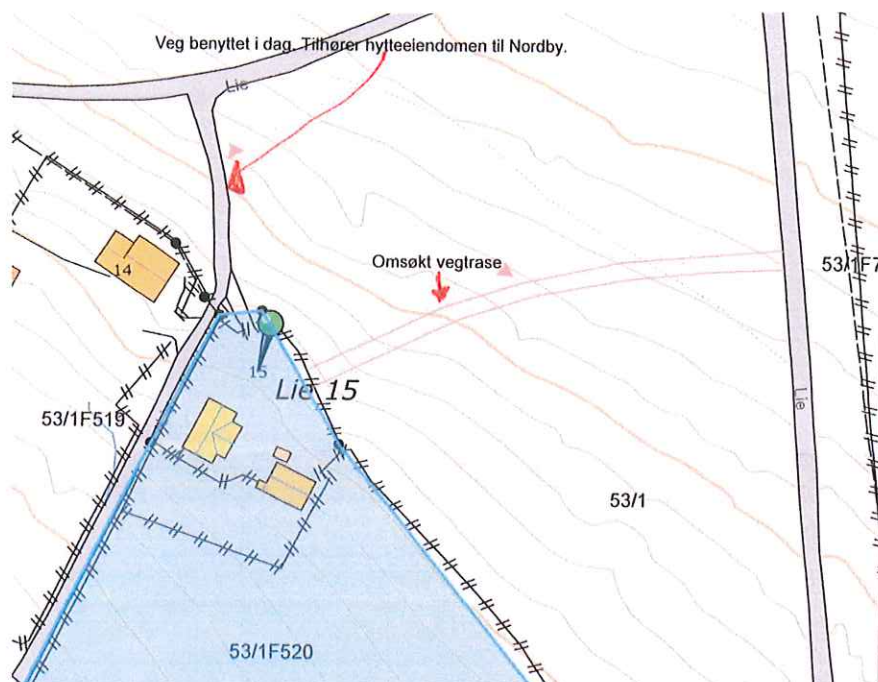 Veg benyttet i dag. Tilhører hytteeiendomen til Nordby.
Lie
14
Omsøkt vegtrase
53/1F7
15
Lie 15
Lie
53/1F519
53/1
53/1F520